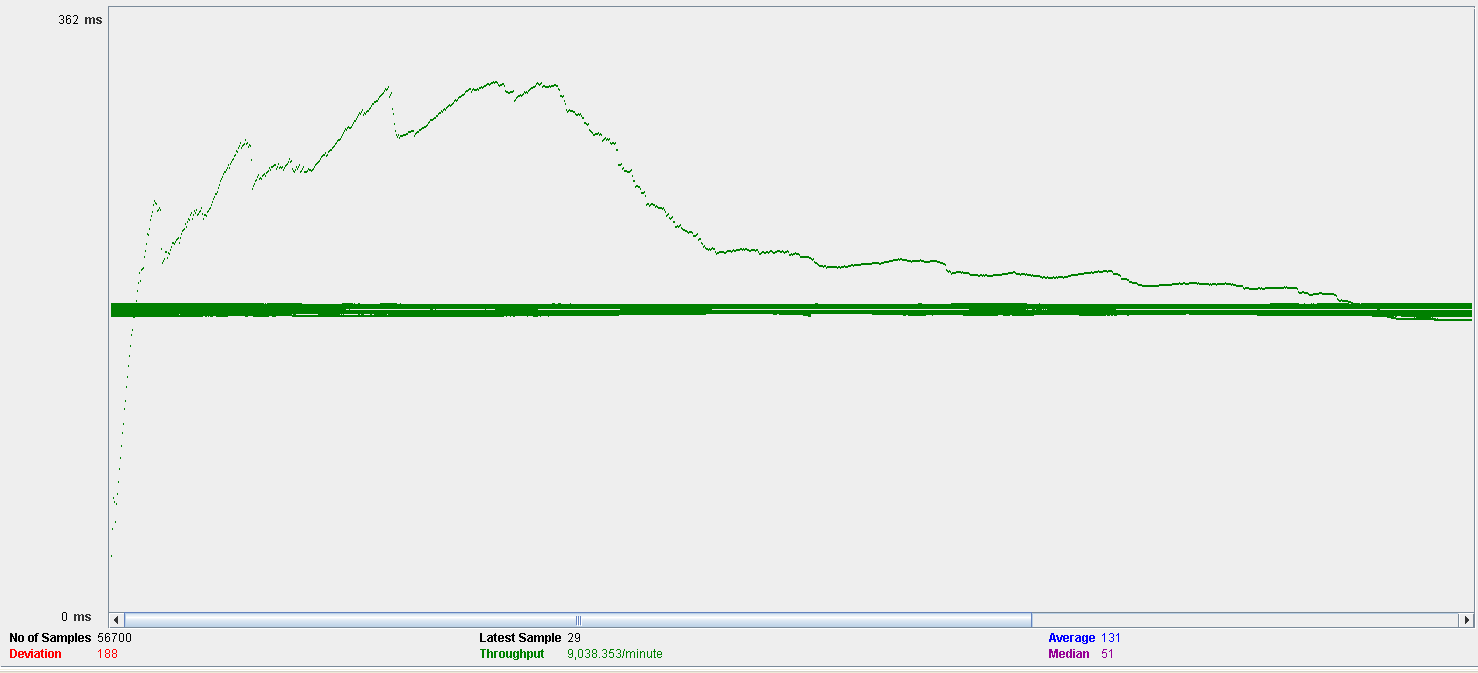 362 ms
0 ms
No of Samples 56700 Latest Sample 29 Average 131
Deviation 188 Throughput 9,038.353/minute Median 51